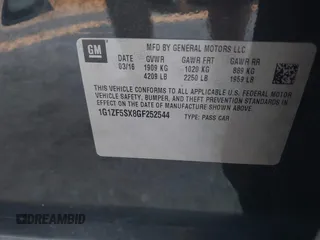 GM
MFD BY GENERAL MOTORS LLC
DATE GVWR GAWR FRT GAWR RR
03/16 1909 KG 1020 KG 889 KG
4209 LB 2250 LB 1959 LB
THIS VEHICLE CONFORMS TO ALL APPLICABLE U.S. FEDERAL MOTOR
VEHICLE SAFETY, BUMPER, AND THEFT PREVENTION STANDARDS IN
EFFECT ON THE DATE OF MANUFACTURE SHOWN ABOVE.
1G1ZF5SX8GF252544
TYPE: PASS CAR
DREAMBID